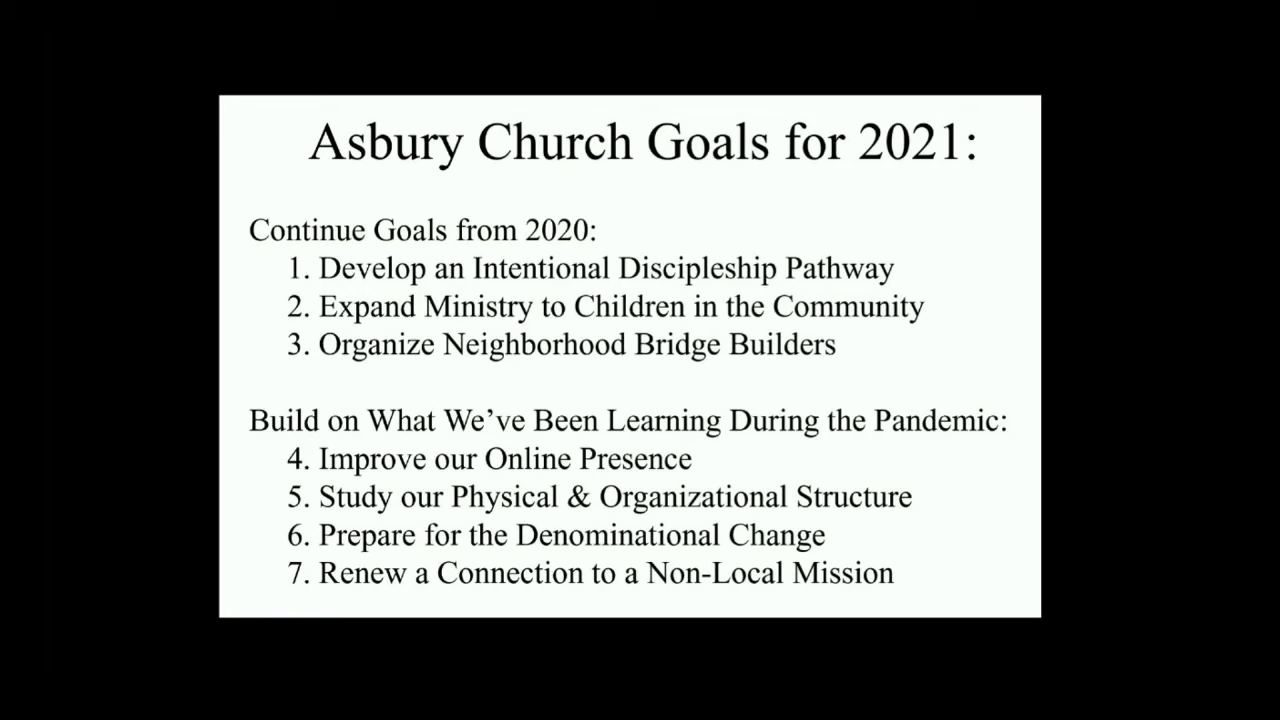 Asbury Church Goals for 2021:
Continue Goals from 2020:
1. Develop an Intentional Discipleship Pathway
2. Expand Ministry to Children in the Community
3. Organize Neighborhood Bridge Builders
Build on What We’ve Been Learning During the Pandemic:
4. Improve our Online Presence
5. Study our Physical & Organizational Structure
6. Prepare for the Denominational Change
7. Renew a Connection to a Non-Local Mission